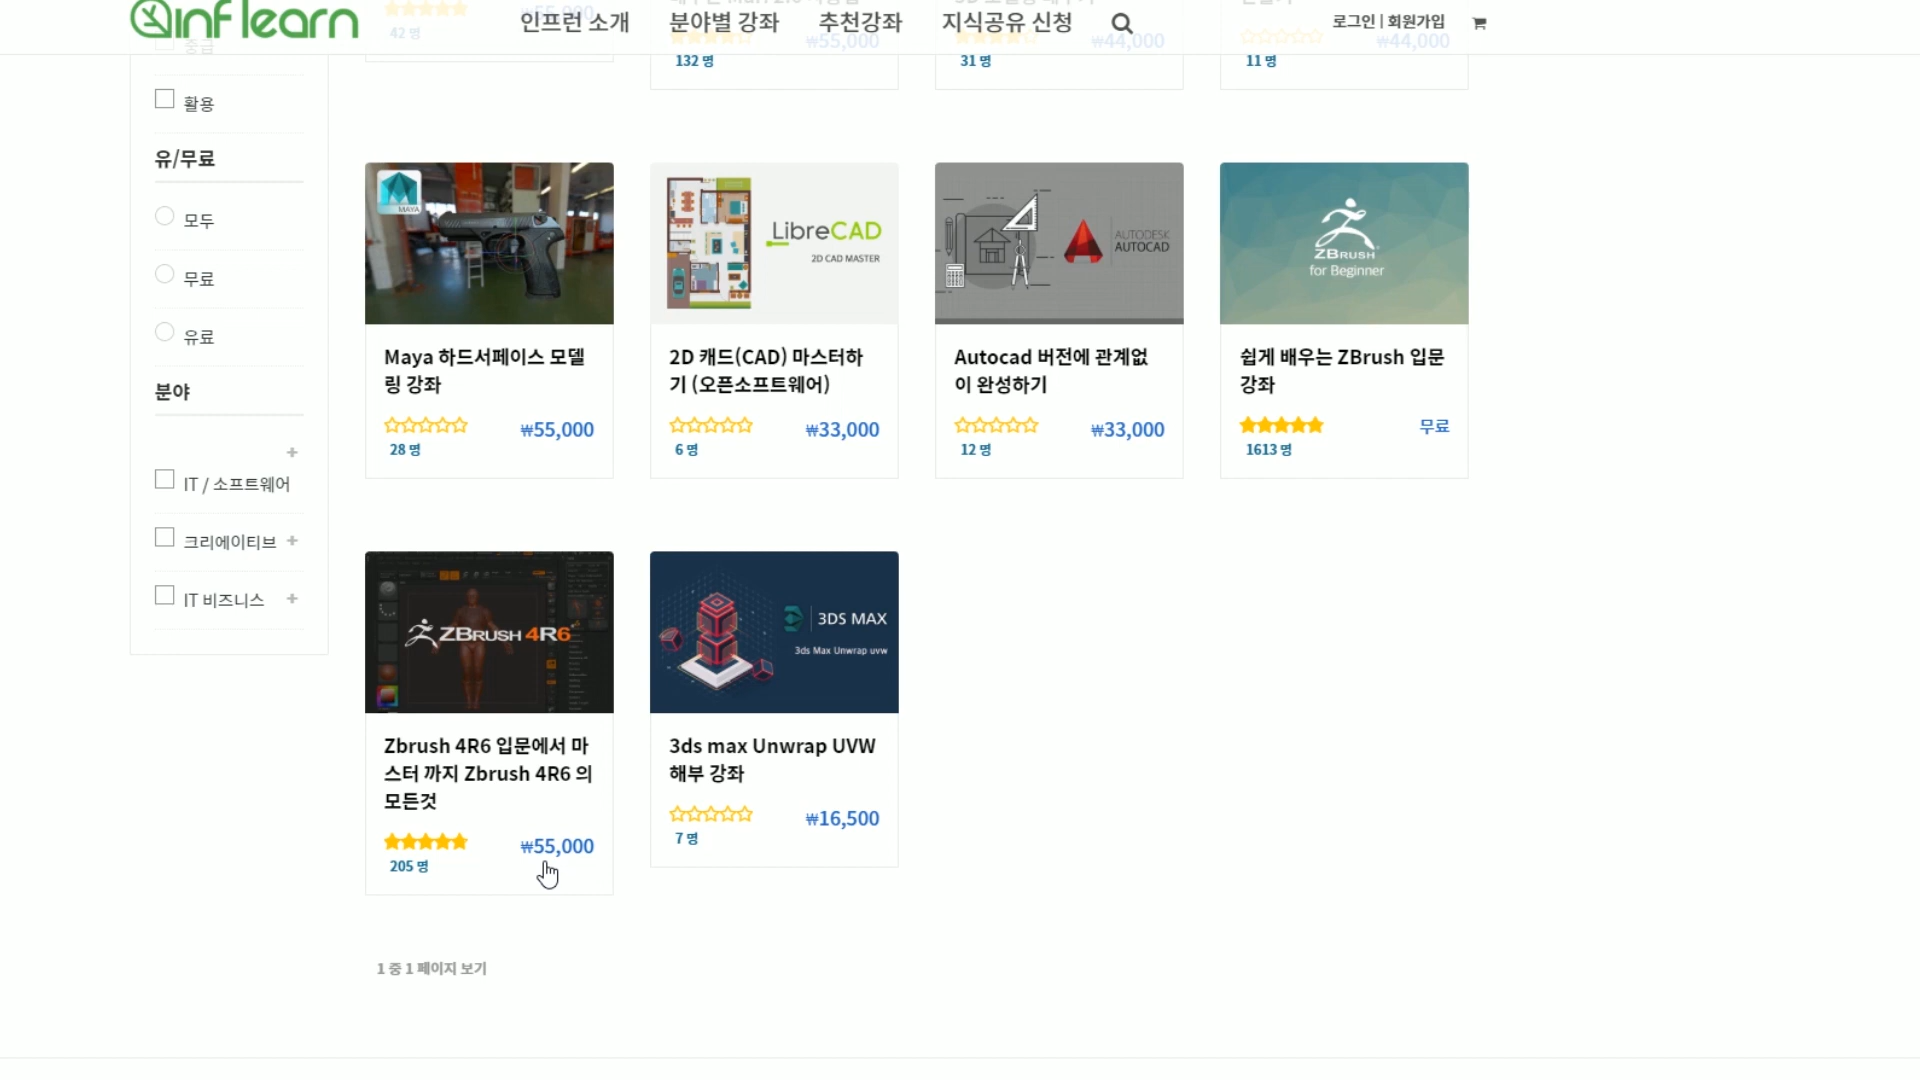 inflearn
인프런 소개
분야별 강좌
추천강좌
지식공유 신청
로그인 | 회원가입
중급
활용
유/무료
모두
무료
유료
분야
IT / 소프트웨어
크리에이티브
IT 비즈니스
₩55,000
42 명
₩55,000
132 명
₩44,000
31 명
₩44,000
11 명
MAYA
Maya 하드서페이스 모델
링 강좌
₩55,000
28 명
LibreCAD
2D CAD MASTER
2D 캐드(CAD) 마스터하
기 (오픈소프트웨어)
₩33,000
6 명
AUTODESK
AUTOCAD
Autocad 버전에 관계없
이 완성하기
₩33,000
12 명
ZBRUSH
for Beginner
쉽게 배우는 ZBrush 입문
강좌
무료
1613 명
ZBRUSH 4R6
Zbrush 4R6 입문에서 마
스터 까지 Zbrush 4R6 의
모든것
₩55,000
205 명
3DS MAX
3ds Max Unwrap uvw
3ds max Unwrap UVW
해부 강좌
₩16,500
7 명
1 중 1 페이지 보기